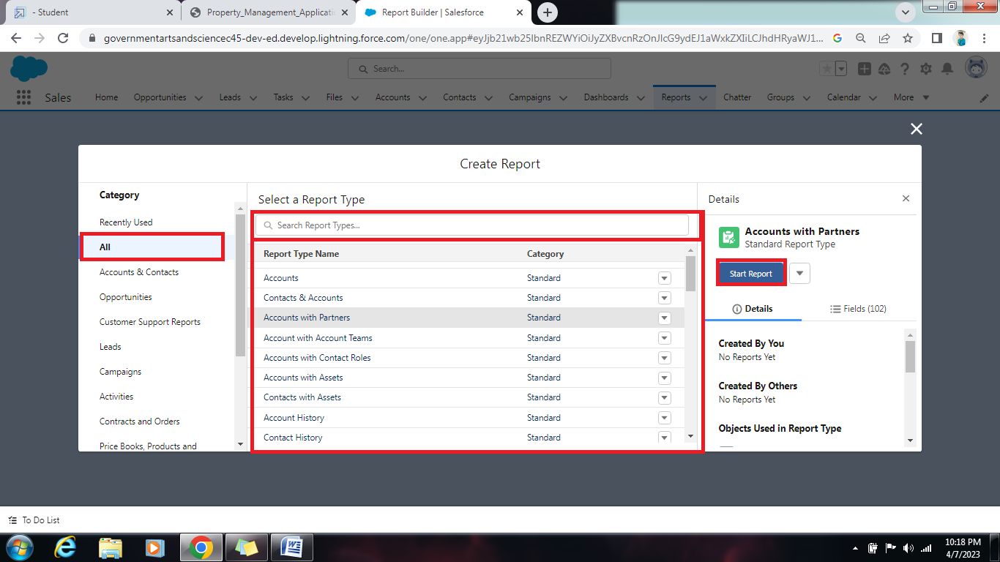 - Student
Property_Management_Applicati
Report Builder | Salesforce
governmentartsandsciencec45-dev-ed.develop.lightning.force.com/one/one.app#eyJjb21wb25lbnREZWYiOiJyZXBvcnRzOnJlcG9ydEJ1aWxkZXIiLCJhdHRyaWJ1...
Search...
Sales
Home
Opportunities
Leads
Tasks
Files
Accounts
Contacts
Campaigns
Dashboards
Reports
Chatter
Groups
Calendar
More
Create Report
Category
Recently Used
All
Accounts & Contacts
Opportunities
Customer Support Reports
Leads
Campaigns
Activities
Contracts and Orders
Price Books, Products and
Select a Report Type
Search Report Types...
Report Type Name Category
Accounts Standard
Contacts & Accounts Standard
Accounts with Partners Standard
Account with Account Teams Standard
Accounts with Contact Roles Standard
Accounts with Assets Standard
Contacts with Assets Standard
Account History Standard
Contact History Standard
Details
Accounts with Partners
Standard Report Type
Start Report
Details
Fields (102)
Created By You
No Reports Yet
Created By Others
No Reports Yet
Objects Used in Report Type
To Do List
10:18 PM
4/7/2023